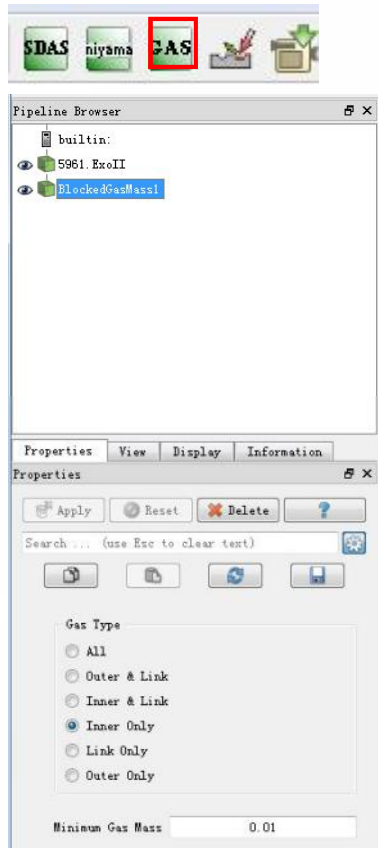 SDAS niyama GAS
Pipeline Browser
builtin:
5961.ExoII
BlockedGasMass1
Properties View Display Information
Properties
Apply Reset Delete ?
Search ... (use Esc to clear text)
Gas Type
All
Outer & Link
Inner & Link
Inner Only
Link Only
Outer Only
Minimum Gas Mass 0.01